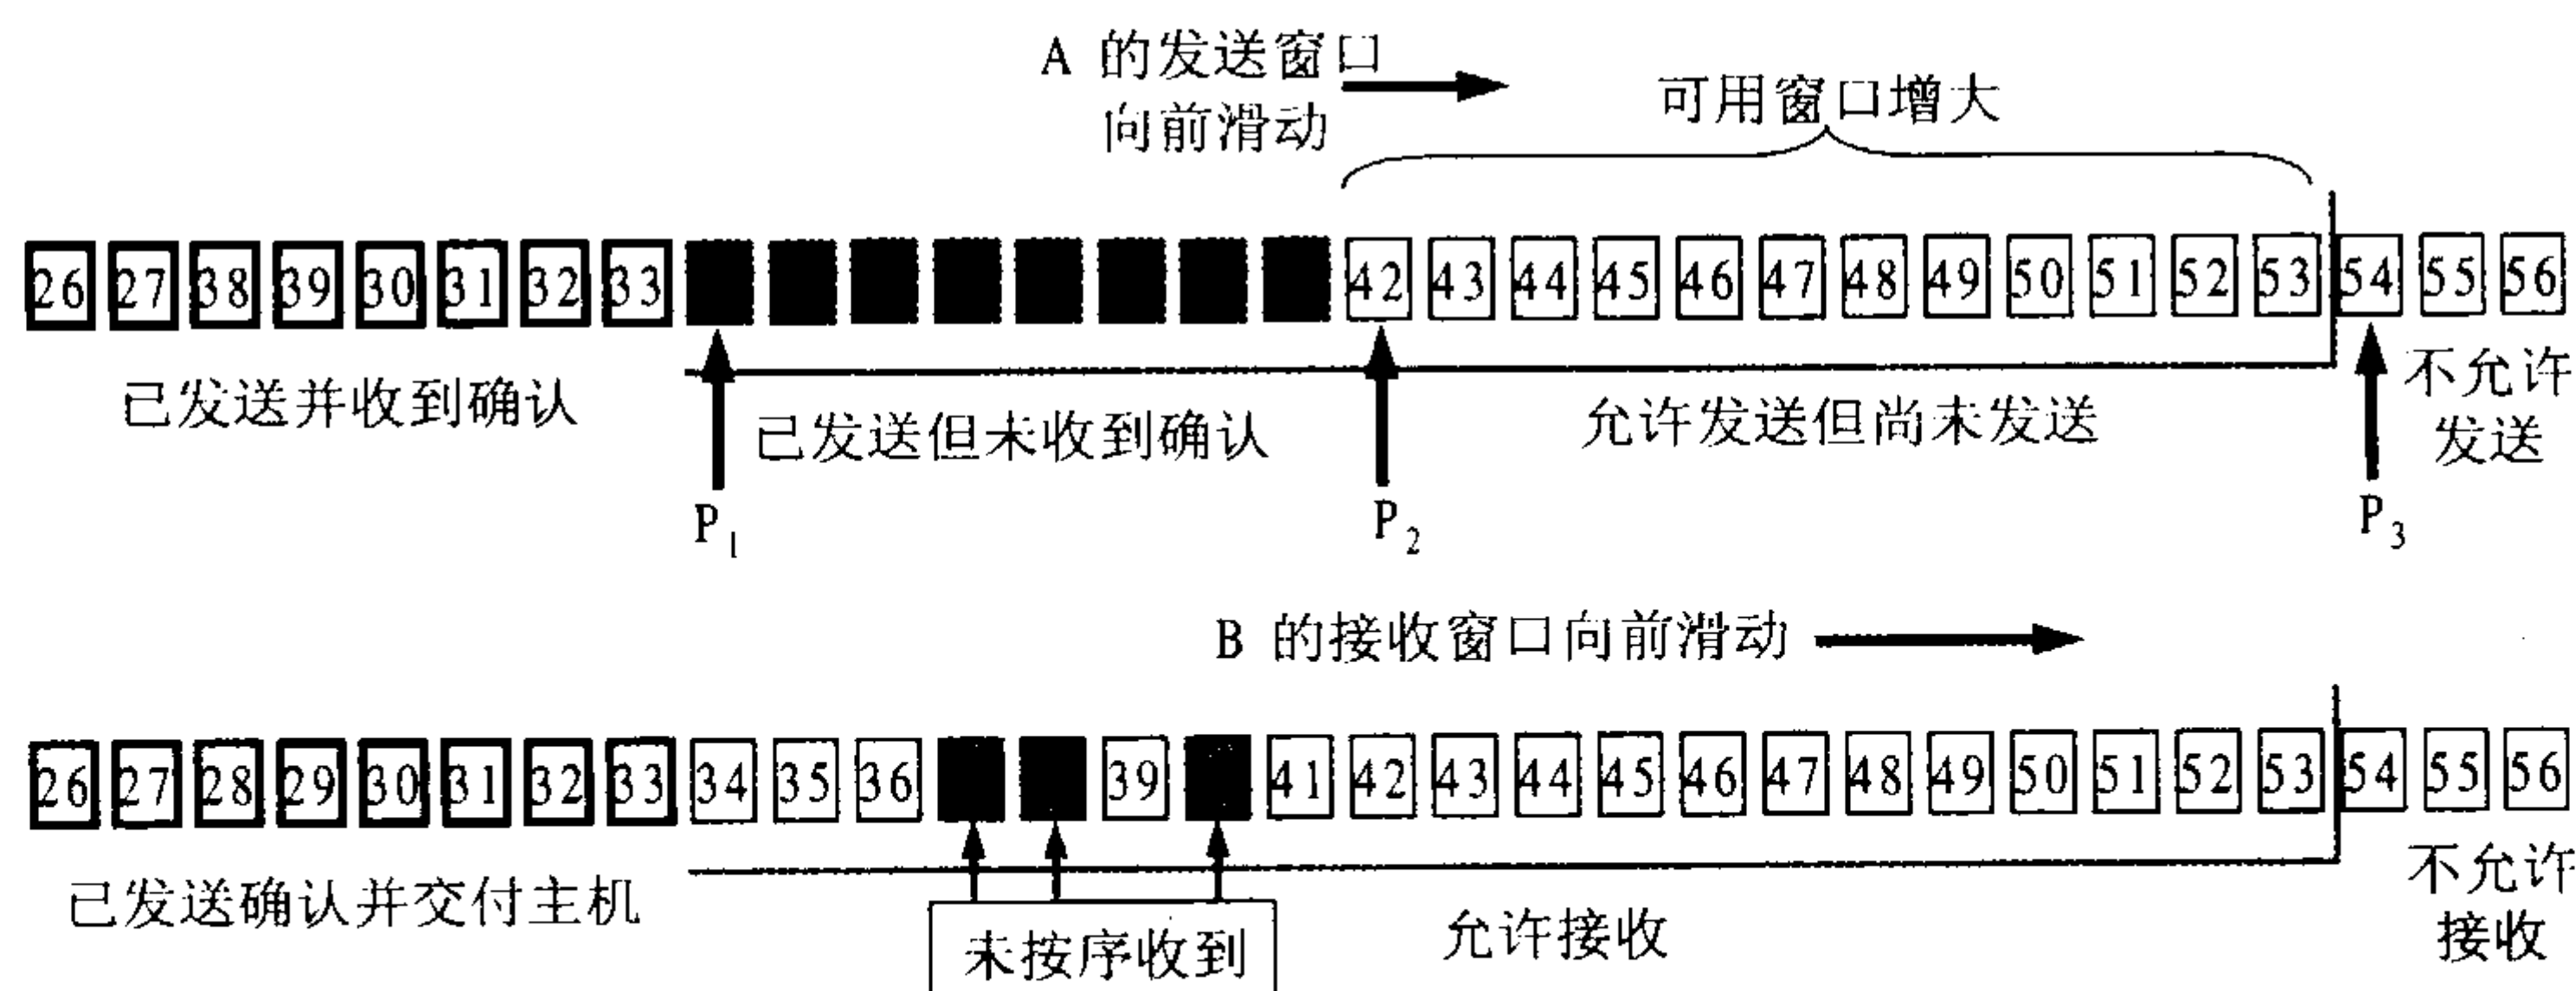 A 的发送窗口
向前滑动
可用窗口增大
26 27 38 39 30 31 32 33 42 43 44 45 46 47 48 49 50 51 52 53 54 55 56
已发送并收到确认
已发送但未收到确认
允许发送但尚未发送
不允许
发送
P1
P2
P3
B 的接收窗口向前滑动
26 27 28 29 30 31 32 33 34 35 36 39 41 42 43 44 45 46 47 48 49 50 51 52 53 54 55 56
已发送确认并交付主机
未按序收到
允许接收
不允许
接收